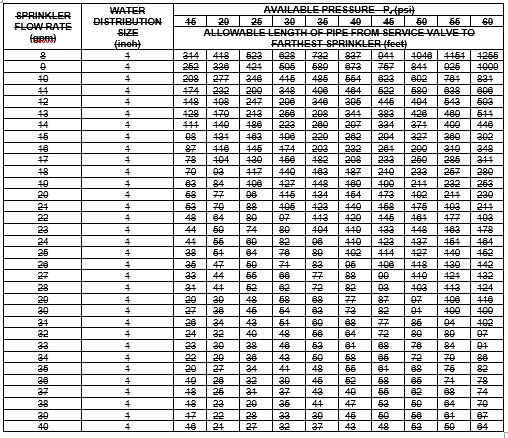 SPRINKLER FLOW RATE (gpm)
WATER DISTRIBUTION SIZE (inch)
AVAILABLE PRESSURE - Pt (psi)
15 20 25 30 35 40 45 50 55 60
ALLOWABLE LENGTH OF PIPE FROM SERVICE VALVE TO FARTHEST SPRINKLER (feet)
8 1 314 418 523 628 732 837 941 1046 1151 1255
9 1 252 336 421 505 589 673 757 841 925 1009
10 1 208 277 346 415 485 554 623 692 761 831
11 1 174 232 290 348 406 464 522 580 638 696
12 1 148 198 247 296 346 395 445 494 543 593
13 1 128 170 213 256 298 341 383 426 469 511
14 1 111 149 186 223 260 297 334 371 409 446
15 1 98 131 163 196 229 262 294 327 360 392
16 1 87 116 145 174 203 232 261 290 319 348
17 1 78 104 130 156 182 208 233 259 285 311
18 1 70 93 117 140 163 187 210 233 257 280
19 1 63 84 106 127 148 169 190 211 232 253
20 1 58 77 96 115 134 154 173 192 211 230
21 1 53 70 88 105 123 140 158 175 193 211
22 1 48 64 80 97 113 129 145 161 177 193
23 1 44 59 74 89 104 119 133 148 163 178
24 1 41 55 69 82 96 110 123 137 151 164
25 1 38 51 64 76 89 102 114 127 140 152
26 1 35 47 59 71 83 95 106 118 130 142
27 1 33 44 55 66 77 88 99 110 121 132
28 1 31 41 52 62 72 82 93 103 113 124
29 1 29 39 48 58 68 77 87 97 106 116
30 1 27 36 45 54 63 73 82 91 100 109
31 1 26 34 43 51 60 68 77 85 94 102
32 1 24 32 40 48 56 64 72 80 89 97
33 1 23 30 38 46 53 61 68 76 84 91
34 1 22 29 36 43 50 58 65 72 79 86
35 1 20 27 34 41 48 55 61 68 75 82
36 1 19 26 32 39 45 52 58 65 71 78
37 1 18 25 31 37 43 49 55 62 68 74
38 1 18 23 29 35 41 47 53 59 64 70
39 1 17 22 28 33 39 45 50 56 61 67
40 1 16 21 27 32 37 43 48 53 59 64